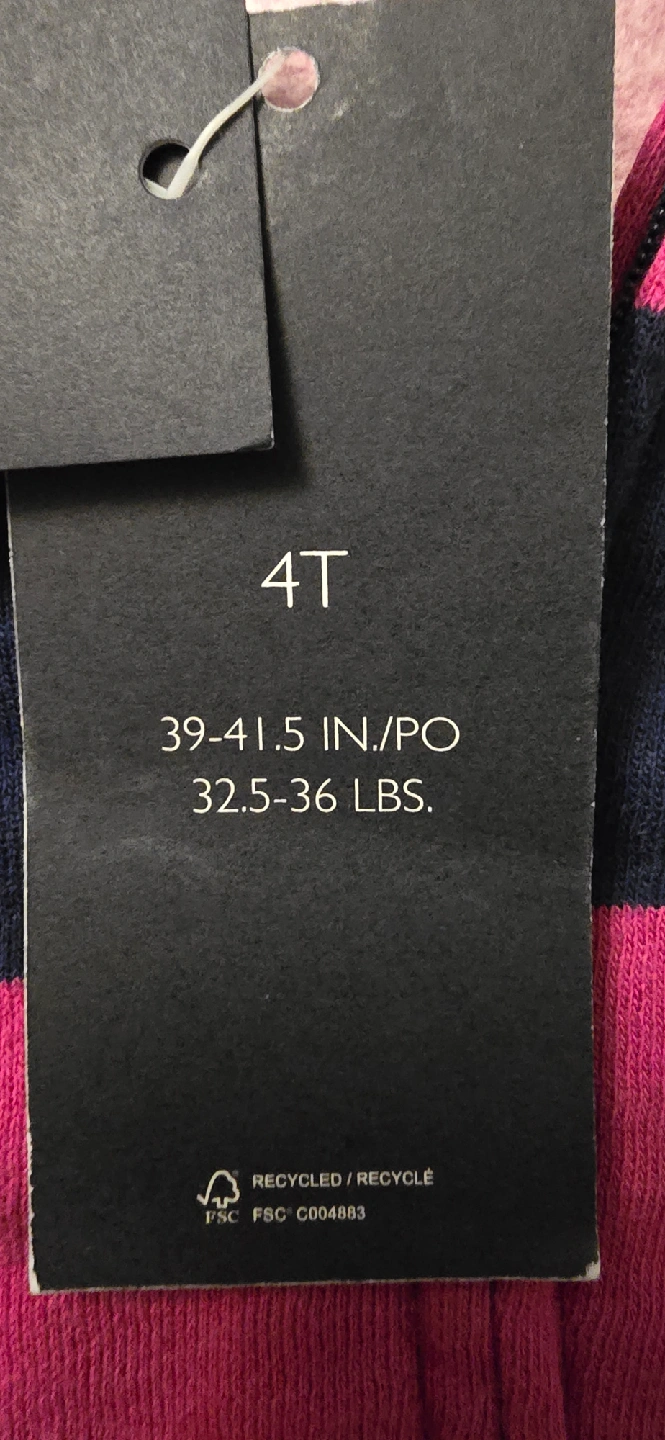 4T
39-41.5 IN./PO
32.5-36 LBS.
RECYCLED / RECYCLÉ
FSC FSC® C004883